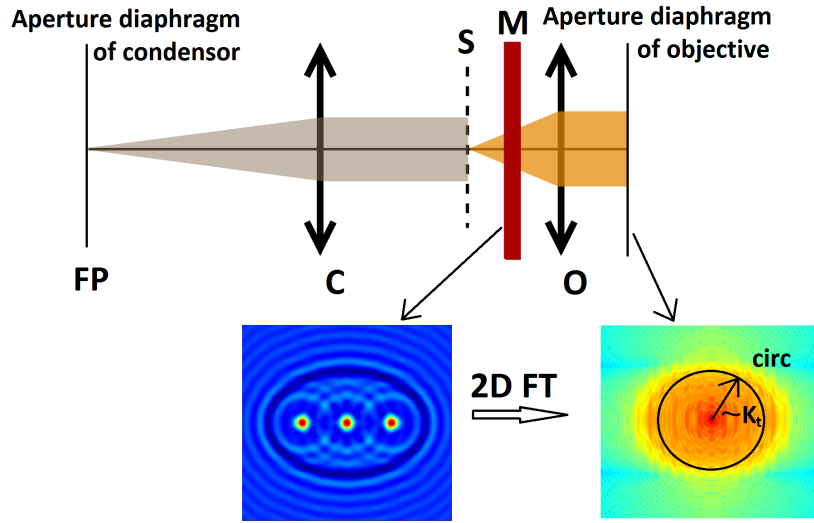 Aperture diaphragm
of condensor
S
M
Aperture diaphragm
of objective
FP
C
O
2D FT
circ
~Kt